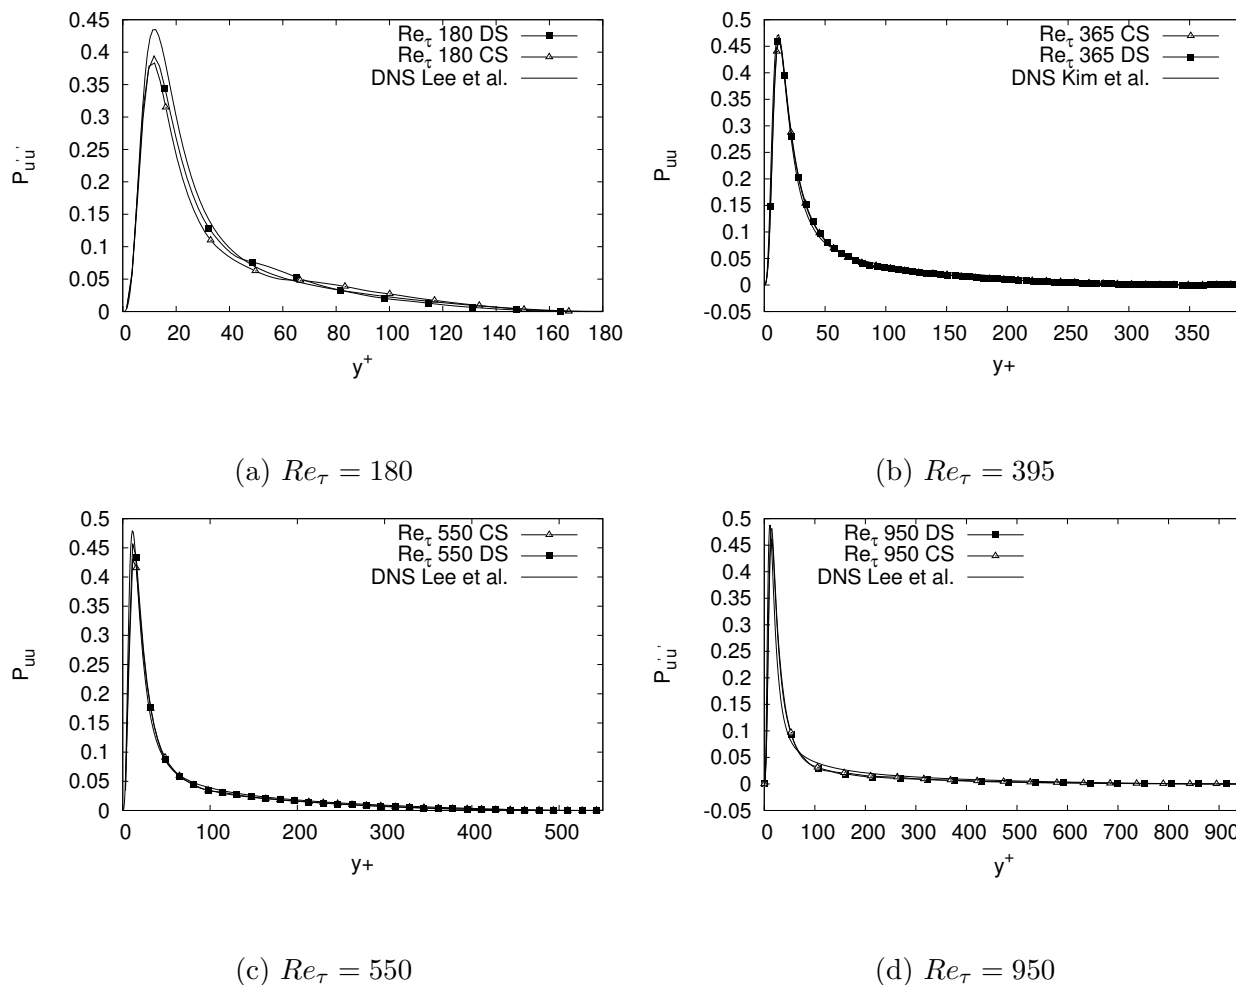 0.45
0.4
0.35
0.3
0.25
0.2
0.15
0.1
0.05
0
P u'u'
0 20 40 60 80 100 120 140 160 180
y+
Reτ 180 DS
Reτ 180 CS
DNS Lee et al.
(a) Reτ = 180
0.5
0.45
0.4
0.35
0.3
0.25
0.2
0.15
0.1
0.05
0
-0.05
Puu
0 50 100 150 200 250 300 350
y+
Reτ 365 CS
Reτ 365 DS
DNS Kim et al.
(b) Reτ = 395
0.5
0.45
0.4
0.35
0.3
0.25
0.2
0.15
0.1
0.05
0
Puu
0 100 200 300 400 500
y+
Reτ 550 CS
Reτ 550 DS
DNS Lee et al.
(c) Reτ = 550
0.5
0.45
0.4
0.35
0.3
0.25
0.2
0.15
0.1
0.05
0
-0.05
P u'u'
0 100 200 300 400 500 600 700 800 900
y+
Reτ 950 DS
Reτ 950 CS
DNS Lee et al.
(d) Reτ = 950